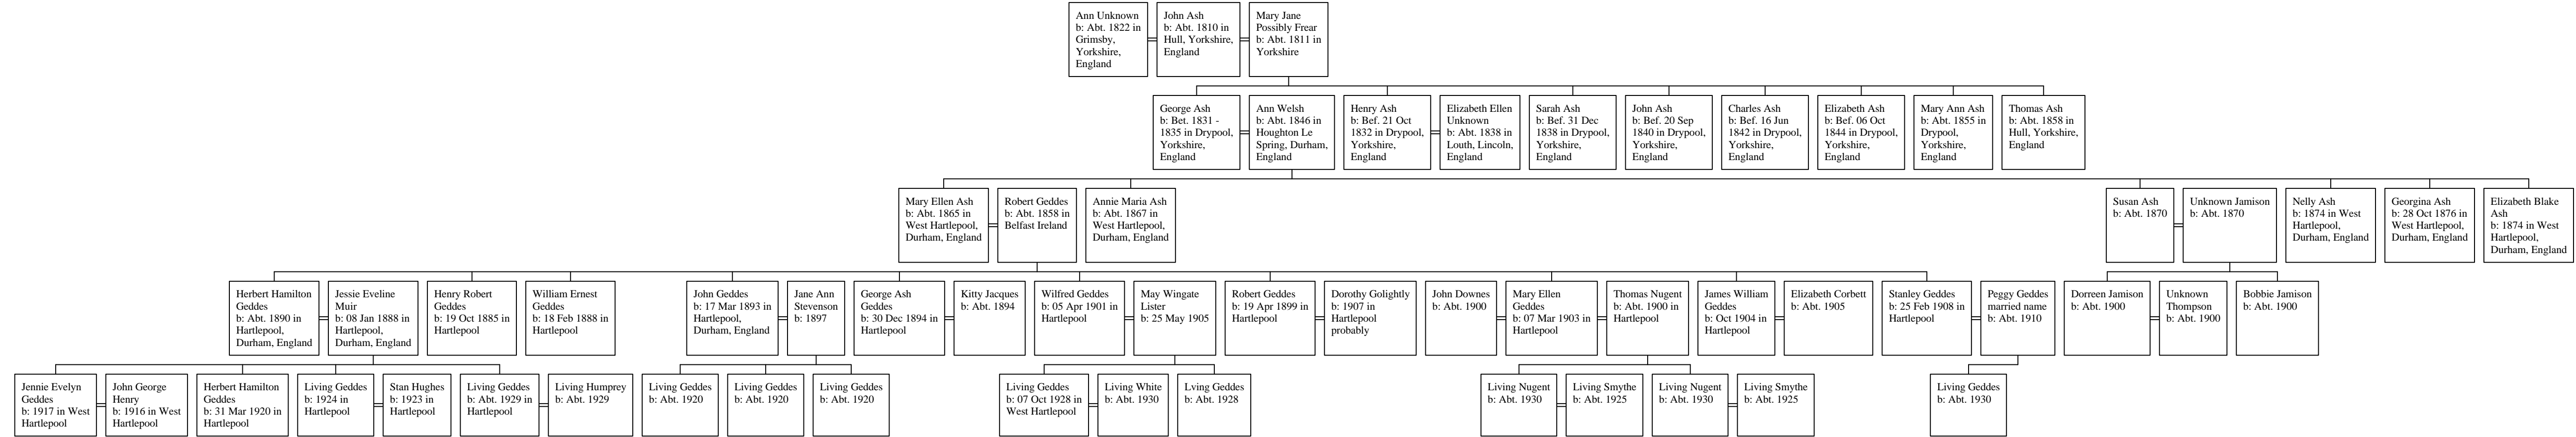 Ann Unknown
b: Abt. 1822 in
Grimsby,
Yorkshire,
England
John Ash
b: Abt. 1810 in
Hull, Yorkshire,
England
Mary Jane
Possibly Frear
b: Abt. 1811 in
Yorkshire
George Ash
b: Bet. 1831 -
1835 in Drypool,
Yorkshire,
England
Ann Welsh
b: Abt. 1846 in
Houghton Le
Spring, Durham,
England
Henry Ash
b: Bef. 21 Oct
1832 in Drypool,
Yorkshire,
England
Elizabeth Ellen
Unknown
b: Abt. 1838 in
Louth, Lincoln,
England
Sarah Ash
b: Bef. 31 Dec
1838 in Drypool,
Yorkshire,
England
John Ash
b: Bef. 20 Sep
1840 in Drypool,
Yorkshire,
England
Charles Ash
b: Bef. 16 Jun
1842 in Drypool,
Yorkshire,
England
Elizabeth Ash
b: Bef. 06 Oct
1844 in Drypool,
Yorkshire,
England
Mary Ann Ash
b: Abt. 1855 in
Drypool,
Yorkshire,
England
Thomas Ash
b: Abt. 1858 in
Hull, Yorkshire,
England
Mary Ellen Ash
b: Abt. 1865 in
West Hartlepool,
Durham, England
Robert Geddes
b: Abt. 1858 in
Belfast Ireland
Annie Maria Ash
b: Abt. 1867 in
West Hartlepool,
Durham, England
Susan Ash
b: Abt. 1870
Unknown Jamison
b: Abt. 1870
Nelly Ash
b: 1874 in West
Hartlepool,
Durham, England
Georgina Ash
b: 28 Oct 1876 in
West Hartlepool,
Durham, England
Elizabeth Blake
Ash
b: 1874 in West
Hartlepool,
Durham, England
Herbert Hamilton
Geddes
b: Abt. 1890 in
Hartlepool,
Durham, England
Jessie Eveline
Muir
b: 08 Jan 1888 in
Hartlepool,
Durham, England
Henry Robert
Geddes
b: 19 Oct 1885 in
Hartlepool
William Ernest
Geddes
b: 18 Feb 1888 in
Hartlepool
John Geddes
b: 17 Mar 1893 in
Hartlepool,
Durham, England
Jane Ann
Stevenson
b: 1897
George Ash
Geddes
b: 30 Dec 1894 in
Hartlepool
Kitty Jacques
b: Abt. 1894
Wilfred Geddes
b: 05 Apr 1901 in
Hartlepool
May Wingate
Lister
b: 25 May 1905
Robert Geddes
b: 19 Apr 1899 in
Hartlepool
Dorothy Golightly
b: 1907 in
Hartlepool
probably
John Downes
b: Abt. 1900
Mary Ellen
Geddes
b: 07 Mar 1903 in
Hartlepool
Thomas Nugent
b: Abt. 1900 in
Hartlepool
James William
Geddes
b: Oct 1904 in
Hartlepool
Elizabeth Corbett
b: Abt. 1905
Stanley Geddes
b: 25 Feb 1908 in
Hartlepool
Peggy Geddes
married name
b: Abt. 1910
Dorreen Jamison
b: Abt. 1900
Unknown
Thompson
b: Abt. 1900
Bobbie Jamison
b: Abt. 1900
Jennie Evelyn
Geddes
b: 1917 in West
Hartlepool
John George
Henry
b: 1916 in West
Hartlepool
Herbert Hamilton
Geddes
b: 31 Mar 1920 in
Hartlepool
Living Geddes
b: 1924 in
Hartlepool
Stan Hughes
b: 1923 in
Hartlepool
Living Geddes
b: Abt. 1929 in
Hartlepool
Living Humprey
b: Abt. 1929
Living Geddes
b: Abt. 1920
Living Geddes
b: Abt. 1920
Living Geddes
b: Abt. 1920
Living Geddes
b: 07 Oct 1928 in
West Hartlepool
Living White
b: Abt. 1930
Lving Geddes
b: Abt. 1928
Living Nugent
b: Abt. 1930
Living Smythe
b: Abt. 1925
Living Nugent
b: Abt. 1930
Living Smythe
b: Abt. 1925
Living Geddes
b: Abt. 1930